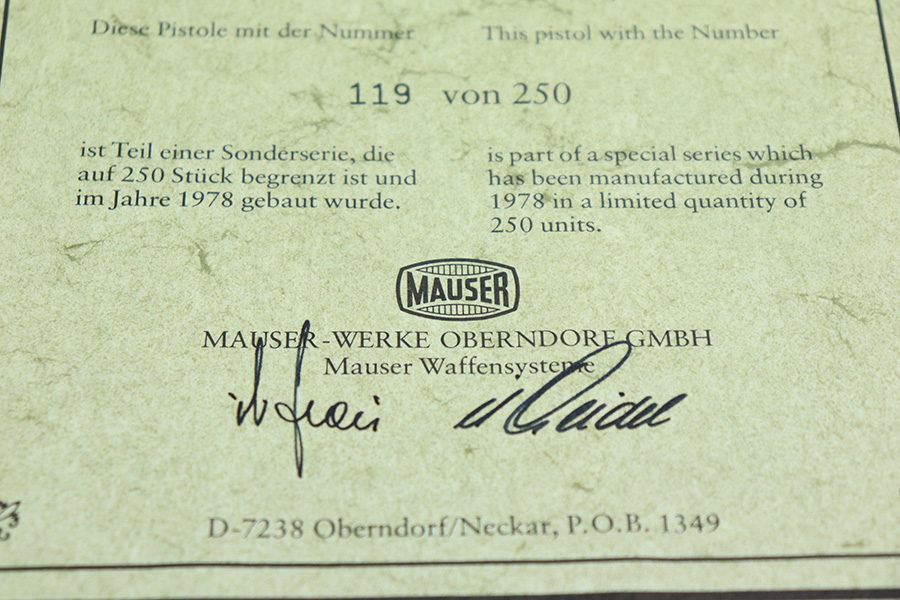 Diese Pistole mit der Nummer
This pistol with the Number
119 von 250
ist Teil einer Sonderserie, die
auf 250 Stück begrenzt ist und
im Jahre 1978 gebaut wurde.
is part of a special series which
has been manufactured during
1978 in a limited quantity of
250 units.
MAUSER
MAUSER-WERKE OBERNDORF GMBH
Mauser Waffensysteme
D-7238 Oberndorf/Neckar, P.O.B. 1349